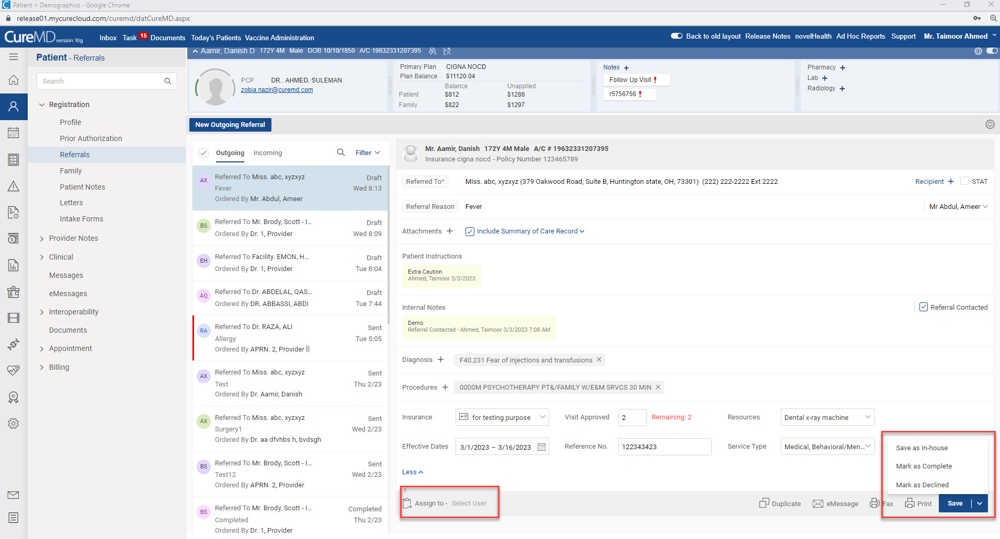 Patient > Demographics - Google Chrome
release01.mycurecloud.com/curemd/datCureMD.aspx
CureMD version 10g
Inbox Task 15 Documents Today's Patients Vaccine Administration
Back to old layout Release Notes novelHealth Ad Hoc Reports Support Mr. Taimoor Ahmed
Patient - Referrals
Search
Registration
Profile
Prior Authorization
Referrals
Family
Patient Notes
Letters
Intake Forms
Provider Notes
Clinical
Messages
eMessages
Interoperability
Documents
Appointment
Billing
Aamir, Danish D 172Y 4M Male DOB 10/10/1850 A/C 19632331207395
PCP DR.. AHMED, SULEMAN
zobia.nazir@curemd.com
Primary Plan CIGNA NOCD
Plan Balance $11120.04
Balance Unapplied
Patient $812 $1286
Family $822 $1297
Notes +
Follow Up Visit !
r5756756 !
Pharmacy +
Lab +
Radiology +
New Outgoing Referral
Outgoing Incoming Filter
AX
Referred To Miss. abc, xyzxyz Draft
Fever Wed 8:13
Ordered By Mr. Abdul, Ameer
BS
Referred To Mr. Brody, Scott - I... Draft
Ordered By Dr. 1, Provider Wed 8:09
EH
Referred To Facility. EMON, H... Draft
Ordered By Dr. 1, Provider Tue 8:04
AQ
Referred To Dr. ABDELAL, QAS... Draft
Ordered By DR. ABBASSI, ABDI Tue 7:44
RA
Referred To Dr. RAZA, ALI Sent
Allergy Tue 5:05
Ordered By APRN. 2, Provider
AX
Referred To Miss. abc, xyzxyz Sent
Test Thu 2/23
Ordered By Dr. Aamir, Danish
AX
Referred To Miss. abc, xyzxyz Sent
Surgery1 Wed 2/23
Ordered By Dr. aa dfvhbs h, bvdsgh
BS
Referred To Mr. Brody, Scott - I... Sent
Test12 Wed 2/23
Ordered By APRN. 2, Provider
BS
Referred To Mr. Brody, Scott - I... Completed
Completed Thu 2/23
Ordered By Dr. 1, Provider
Mr. Aamir, Danish 172Y 4M Male A/C # 19632331207395
Insurance cigna nocd - Policy Number 123465789
Referred To* Miss. abc, xyzxyz (379 Oakwood Road, Suite B, Huntington state, OH, 73301) (222) 222-2222 Ext 2222 Recipient + STAT
Referral Reason Fever Mr Abdul, Ameer
Attachments + Include Summary of Care Record
Patient Instructions
Extra Caution
Ahmed, Taimoor 3/3/2023
Internal Notes Referral Contacted
Demo
Referral Contacted - Ahmed, Taimoor 3/3/2023 7:08 AM
Diagnosis + F40.231 Fear of injections and transfusions
Procedures + 0000M PSYCHOTHERAPY PT&/FAMILY W/E&M SRVCS 30 MIN
Insurance for testing purpose Visit Approved 2 Remaining: 2 Resources Dental x-ray machine
Effective Dates 3/1/2023 – 3/16/2023 Reference No. 122343423 Service Type Medical, Behavioral/Men...
Less
Save as In-house
Mark as Complete
Mark as Declined
Assign to - Select User Duplicate eMessage Fax Print Save